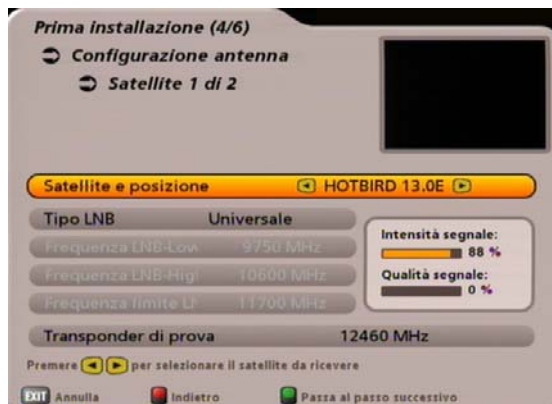 Prima installazione (4/6)
Configurazione antenna
Satellite 1 di 2
Satellite e posizione HOTBIRD 13.0E
Tipo LNB Universale
Frequenza LNB-Low 9750 MHz
Frequenza LNB-Higl 10600 MHz
Frequenza limite Lf 11700 MHz
Intensità segnale:
88 %
Qualità segnale:
0 %
Transponder di prova 12460 MHz
Premere per selezionare il satellite da ricevere
EXIT Annulla Indietro Passa al passo successivo